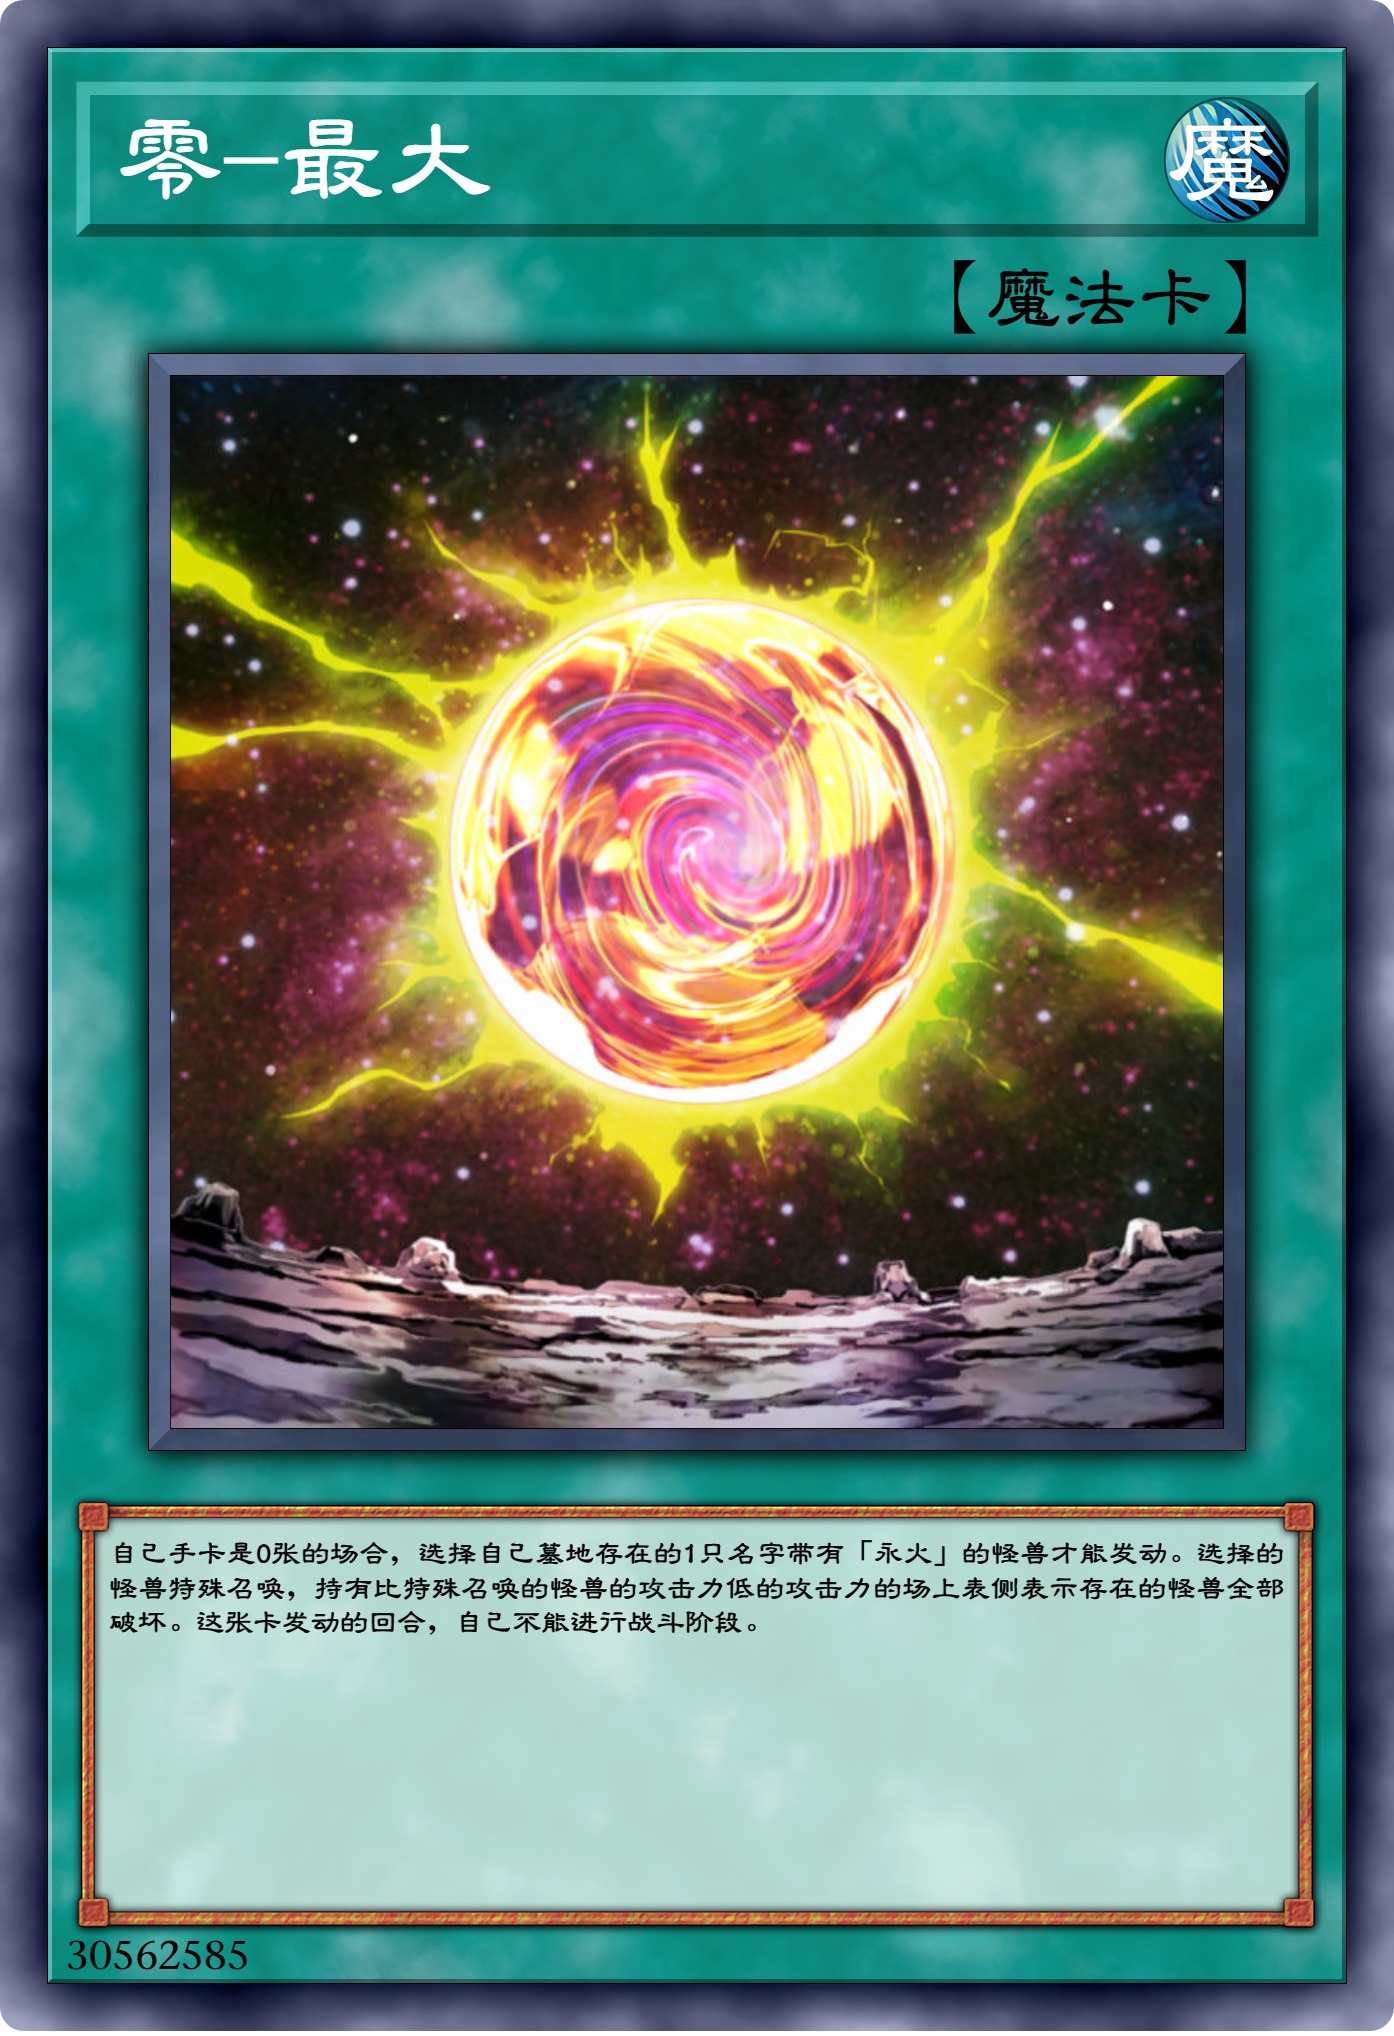 零-最大
魔
【魔法卡】
自己手卡是0张的场合，选择自己墓地存在的1只名字带有「永火」的怪兽才能发动。选择的
怪兽特殊召唤，持有比特殊召唤的怪兽的攻击力低的攻击力的场上表侧表示存在的怪兽全部
破坏。这张卡发动的回合，自己不能进行战斗阶段。
30562585